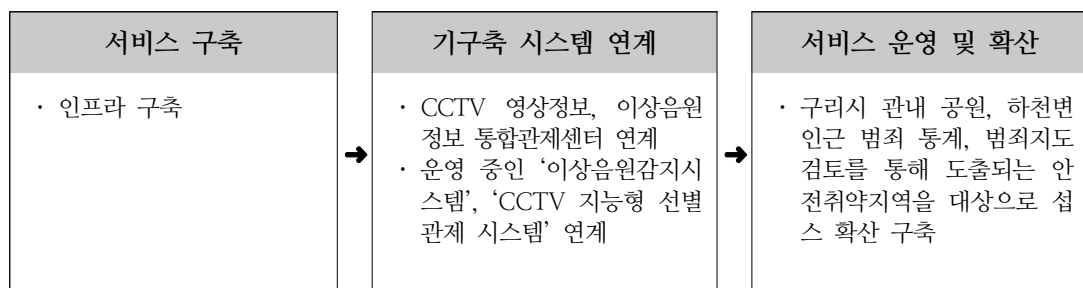 서비스 구축
· 인프라 구축
기구축 시스템 연계
· CCTV 영상정보, 이상음원
정보 통합관제센터 연계
· 운영 중인 ‘이상음원감지시
스템’, ‘CCTV 지능형 선별
관제 시스템’ 연계
서비스 운영 및 확산
· 구리시 관내 공원, 하천변
인근 범죄 통계, 범죄지도
검토를 통해 도출되는 안
전취약지역을 대상으로 섭
스 확산 구축